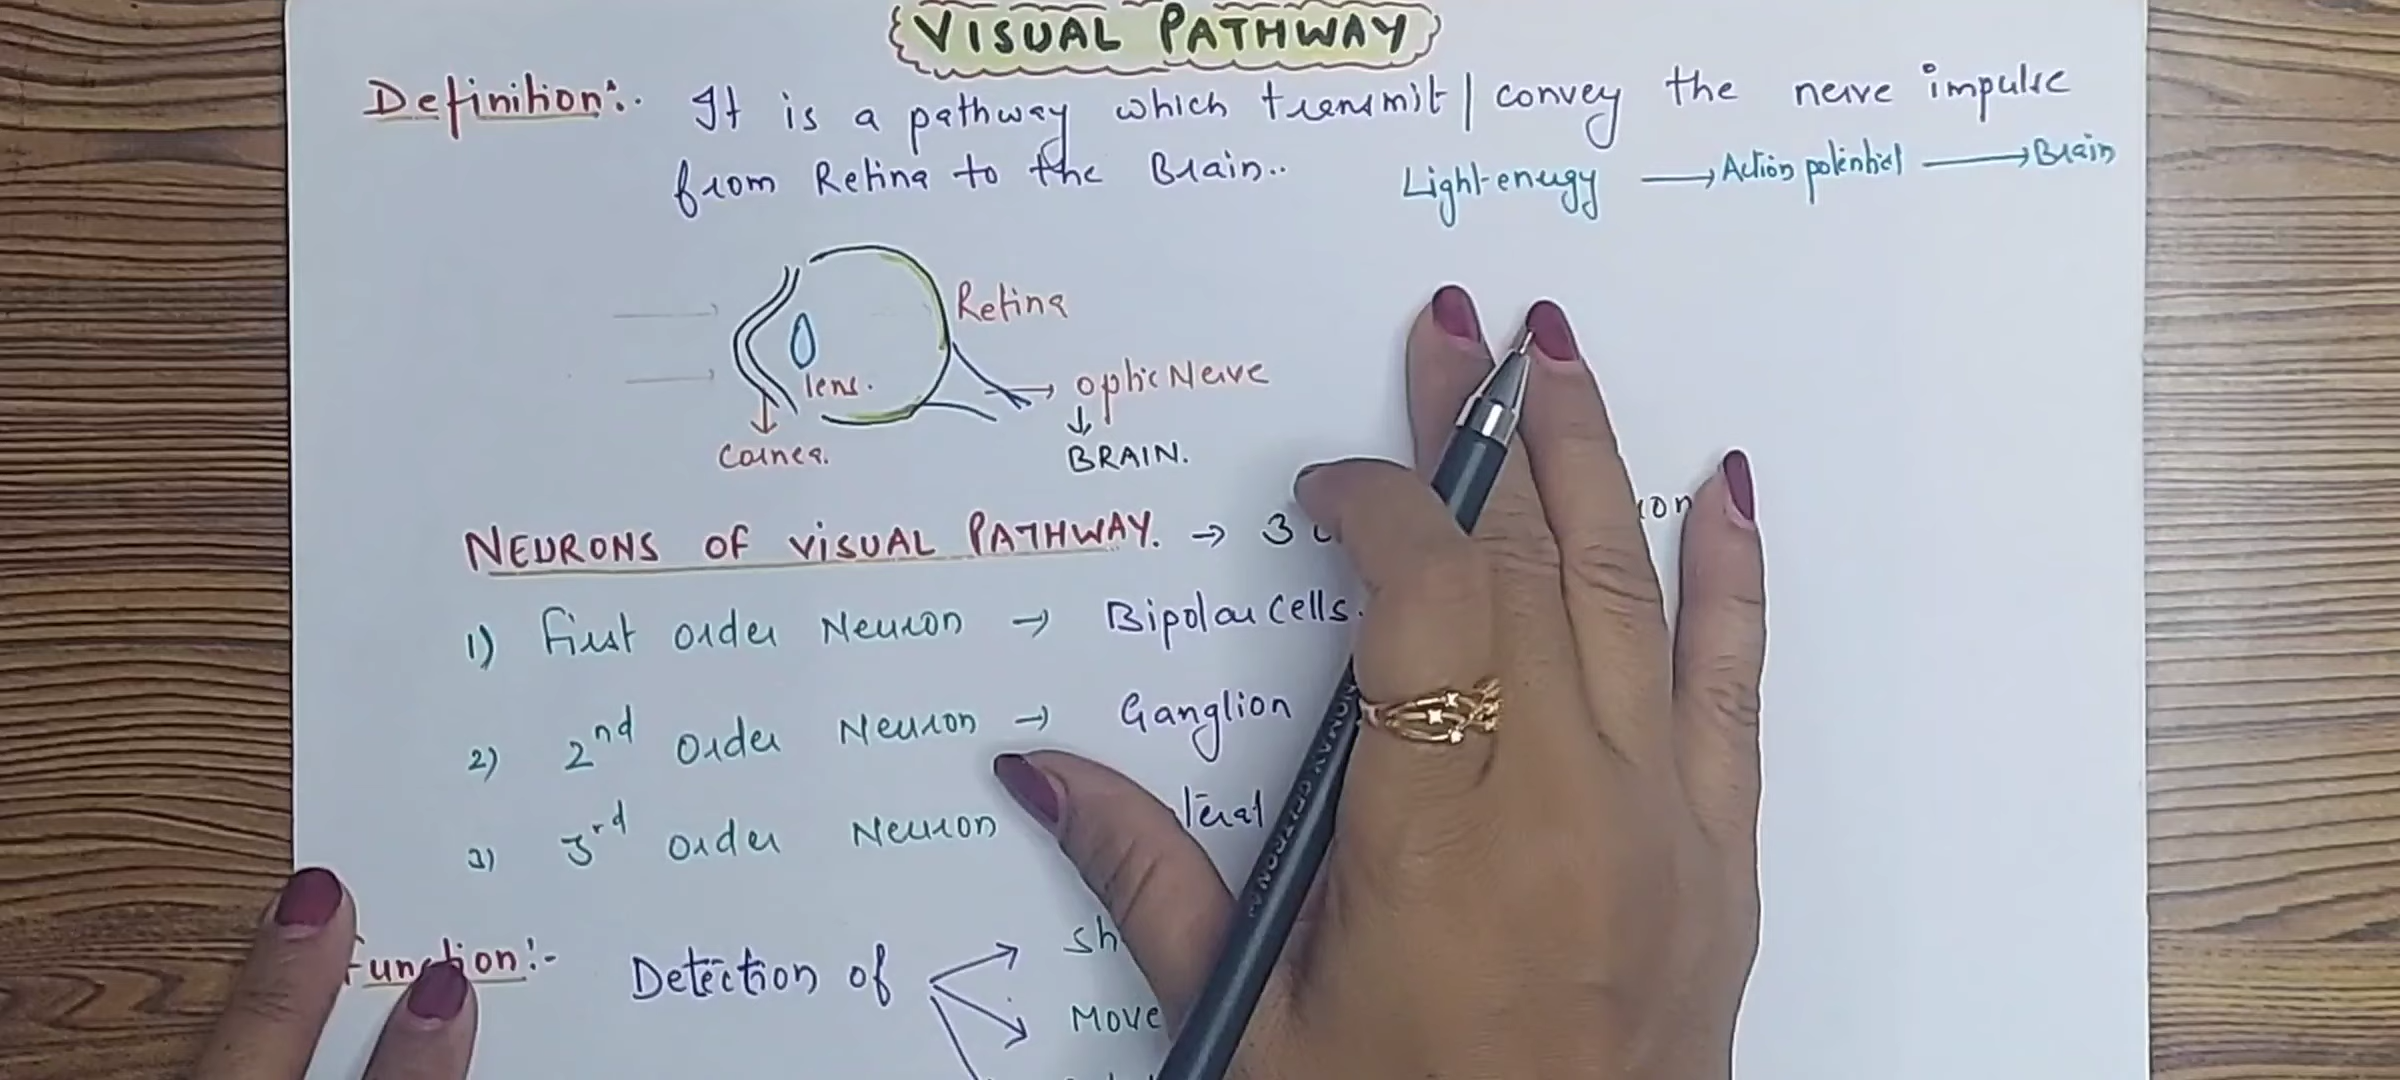 VISUAL PATHWAY
Definition:. It is a pathway which transmit | convey the nerve impulse
from Retina to the Brain..
Light energy → Action potential → Brain
Retina
lens.
optic Nerve
↓
Cornea.
BRAIN.
NEURONS OF VISUAL PATHWAY. → 3
1) First order Neuron → Bipolar Cells.
2) 2nd order Neuron → Ganglion
3) 3rd order Neuron
Function:- Detection of